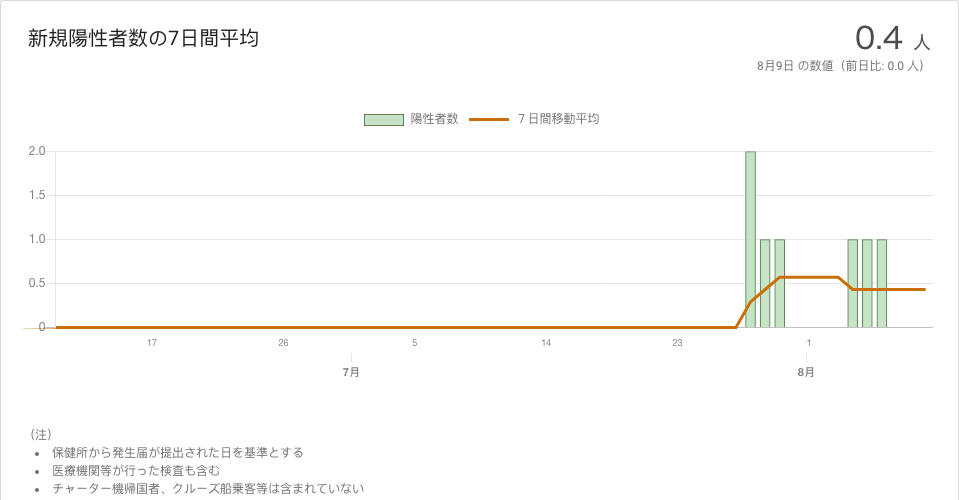 新規陽性者数の7日間平均
0.4 人
8月9日 の数値（前日比: 0.0 人）
陽性者数 7 日間移動平均
2.0
1.5
1.0
0.5
0
17 26 5 14 23 1
7月 8月
（注）
• 保健所から発生届が提出された日を基準とする
• 医療機関等が行った検査も含む
• チャーター機帰国者、クルーズ船乗客等は含まれていない